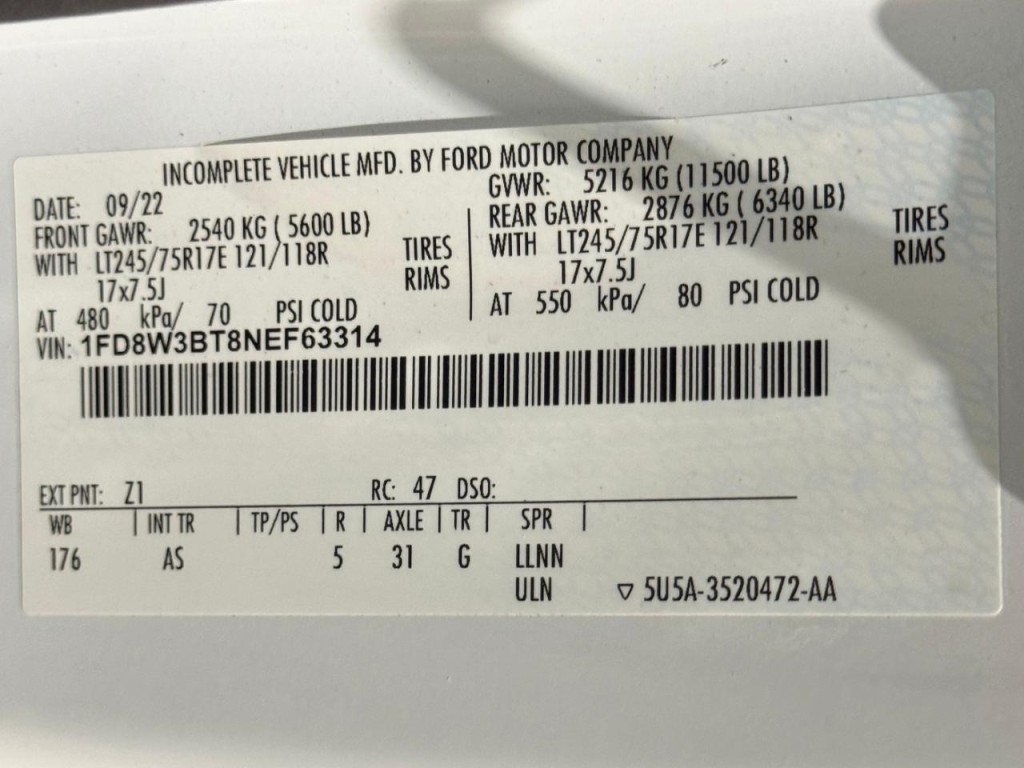 INCOMPLETE VEHICLE MFD. BY FORD MOTOR COMPANY
DATE: 09/22
GVWR: 5216 KG (11500 LB)
FRONT GAWR: 2540 KG ( 5600 LB)
REAR GAWR: 2876 KG ( 6340 LB)
WITH LT245/75R17E 121/118R TIRES
WITH LT245/75R17E 121/118R TIRES
17x7.5J RIMS
17x7.5J RIMS
AT 480 kPa/ 70 PSI COLD
AT 550 kPa/ 80 PSI COLD
VIN: 1FD8W3BT8NEF63314
EXT PNT: Z1 RC: 47 DSO:
WB | INT TR | TP/PS | R | AXLE | TR | SPR |
176 AS 5 31 G LLNN
ULN ▽ 5U5A-3520472-AA